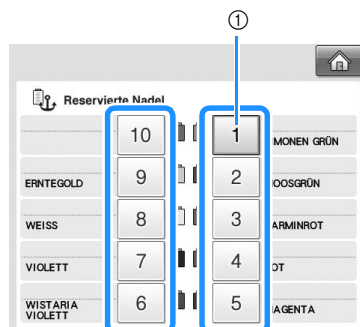 ①
Reservierte Nadel
10 1 MONEN GRÜN
ERNTEGOLD 9 2 OOSGRÜN
WEISS 8 3 ARMINROT
VIOLETT 7 4 OT
WISTARIA
VIOLETT 6 5 AGENTA